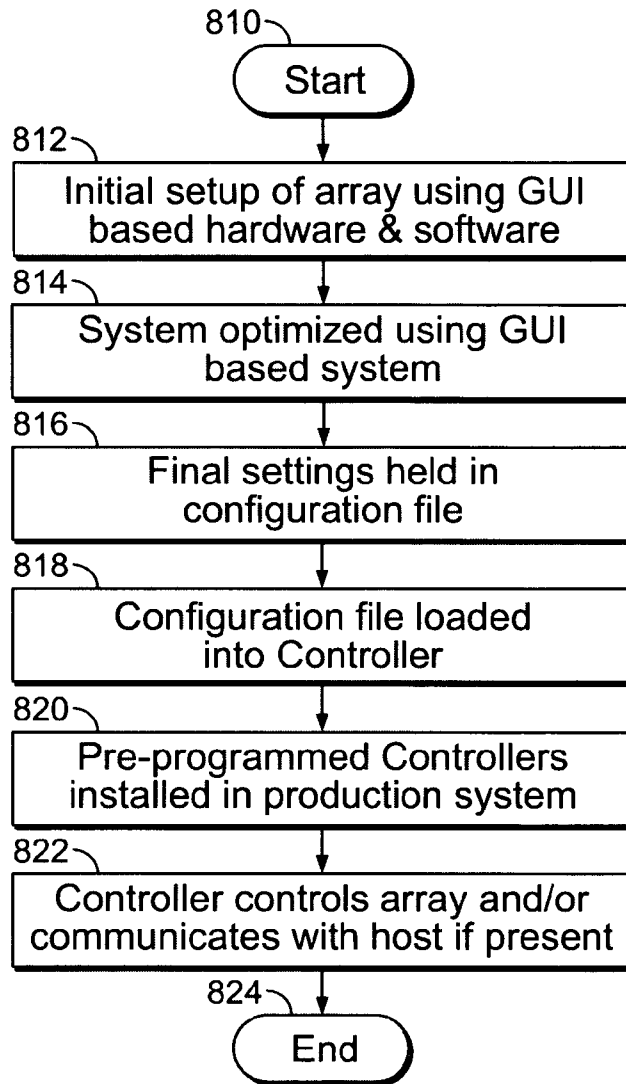 810
Start
812
Initial setup of array using GUI
based hardware & software
814
System optimized using GUI
based system
816
Final settings held in
configuration file
818
Configuration file loaded
into Controller
820
Pre-programmed Controllers
installed in production system
822
Controller controls array and/or
communicates with host if present
824
End